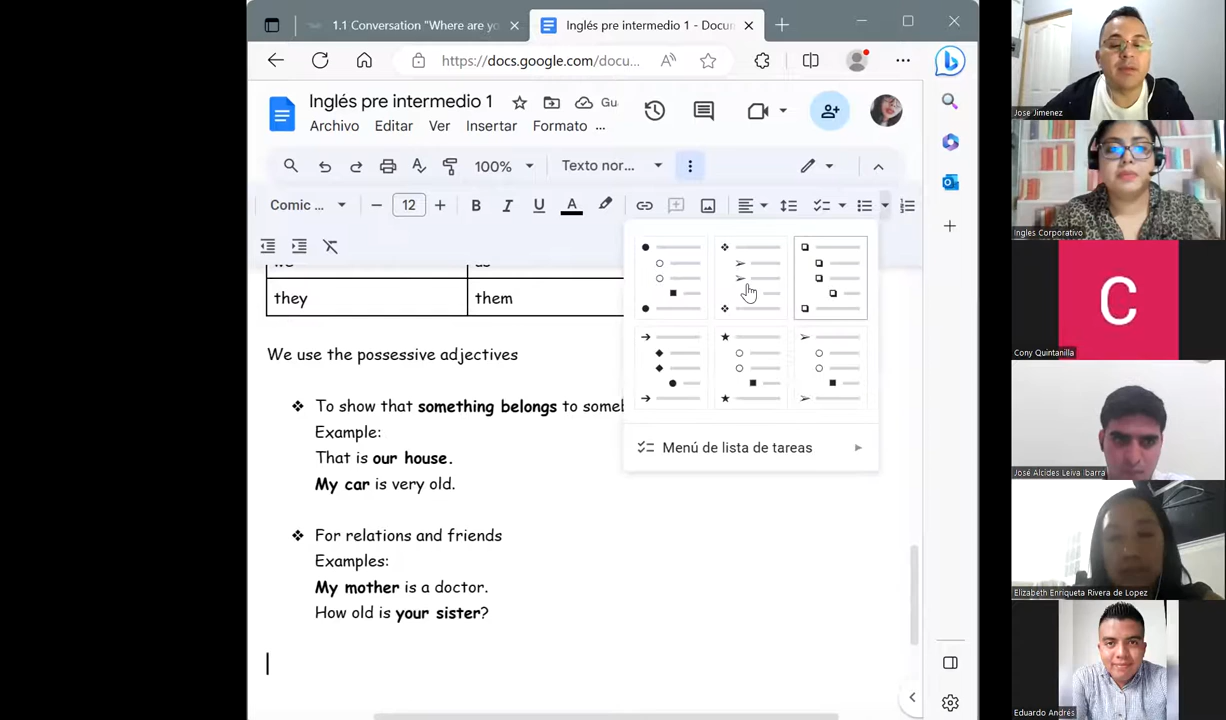 1.1 Conversation "Where are yo
Inglés pre intermedio 1 - Docun
https://docs.google.com/docu...
Inglés pre intermedio 1
Gu
Archivo Editar Ver Insertar Formato ...
100% Texto nor...
Comic ... 12 B I U A
they them
We use the possessive adjectives
❖ To show that something belongs to someb
Example:
That is our house.
My car is very old.
Menú de lista de tareas
❖ For relations and friends
Examples:
My mother is a doctor.
How old is your sister?
Jose Jimenez
Ingles Corporativo
C
Cony Quintanilla
José Alcides Leiva Ibarra
Elizabeth Enriqueta Rivera de Lopez
Eduardo Andrés